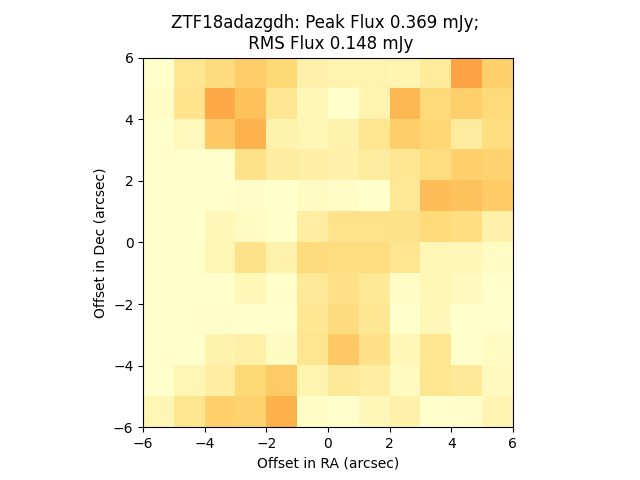 ZTF18adazgdh: Peak Flux 0.369 mJy;
RMS Flux 0.148 mJy
6
4
2
0
−2
−4
−6
Offset in Dec (arcsec)
−6 −4 −2 0 2 4 6
Offset in RA (arcsec)